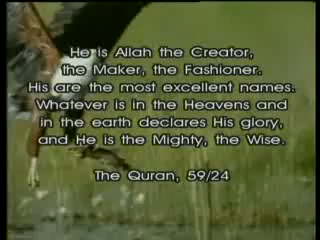 He is Allah the Creator,
the Maker, the Fashioner.
His are the most excellent names.
Whatever is in the Heavens and
in the earth declares His glory,
and He is the Mighty, the Wise.
The Quran, 59/24